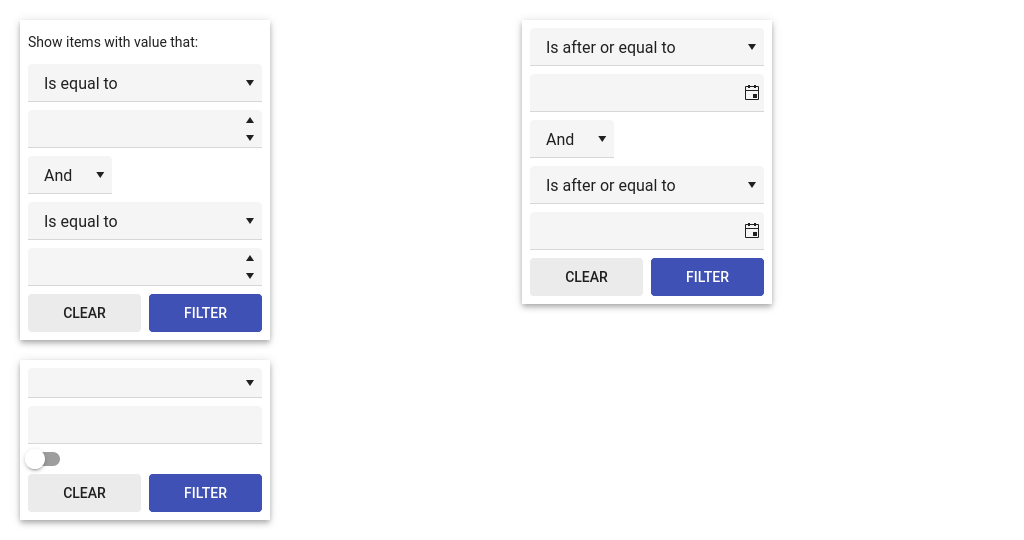 Show items with value that:
Is equal to
And
Is equal to
CLEAR FILTER
CLEAR FILTER
Is after or equal to
And
Is after or equal to
CLEAR FILTER